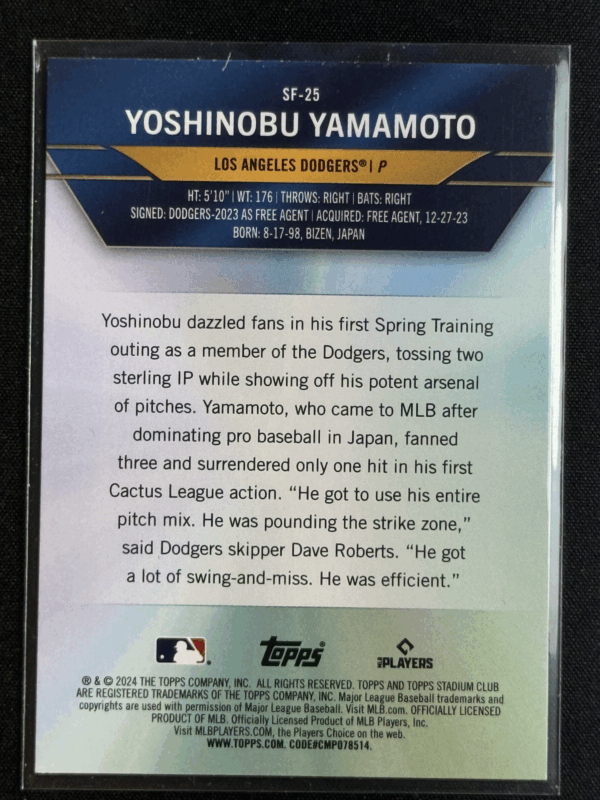 SF-25
YOSHINOBU YAMAMOTO
LOS ANGELES DODGERS® | P
HT: 5'10" | WT: 176 | THROWS: RIGHT | BATS: RIGHT
SIGNED: DODGERS-2023 AS FREE AGENT | ACQUIRED: FREE AGENT, 12-27-23
BORN: 8-17-98, BIZEN, JAPAN
Yoshinobu dazzled fans in his first Spring Training
outing as a member of the Dodgers, tossing two
sterling IP while showing off his potent arsenal
of pitches. Yamamoto, who came to MLB after
dominating pro baseball in Japan, fanned
three and surrendered only one hit in his first
Cactus League action. “He got to use his entire
pitch mix. He was pounding the strike zone,”
said Dodgers skipper Dave Roberts. “He got
a lot of swing-and-miss. He was efficient.”
Topps® MLB PLAYERS
® & © 2024 THE TOPPS COMPANY, INC. ALL RIGHTS RESERVED. TOPPS AND TOPPS STADIUM CLUB
ARE REGISTERED TRADEMARKS OF THE TOPPS COMPANY, INC. Major League Baseball trademarks and
copyrights are used with permission of Major League Baseball. Visit MLB.com. OFFICIALLY LICENSED
PRODUCT OF MLB. Officially Licensed Product of MLB Players, Inc.
Visit MLBPLAYERS.COM, the Players Choice on the web.
WWW.TOPPS.COM. CODE#CMP078514.